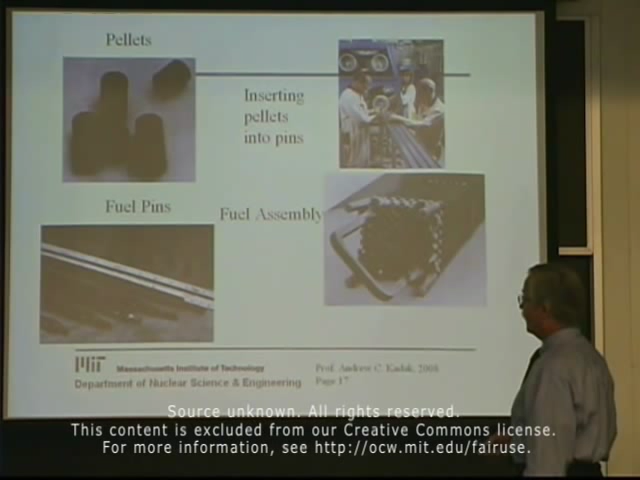 Pellets
Inserting
pellets
into pins
Fuel Pins
Fuel Assembly
MIT Massachusetts Institute of Technology
Department of Nuclear Science & Engineering
Prof. Andrew C. Kadak, 2008
Page 17
Source unknown. All rights reserved.
This content is excluded from our Creative Commons license.
For more information, see http://ocw.mit.edu/fairuse.